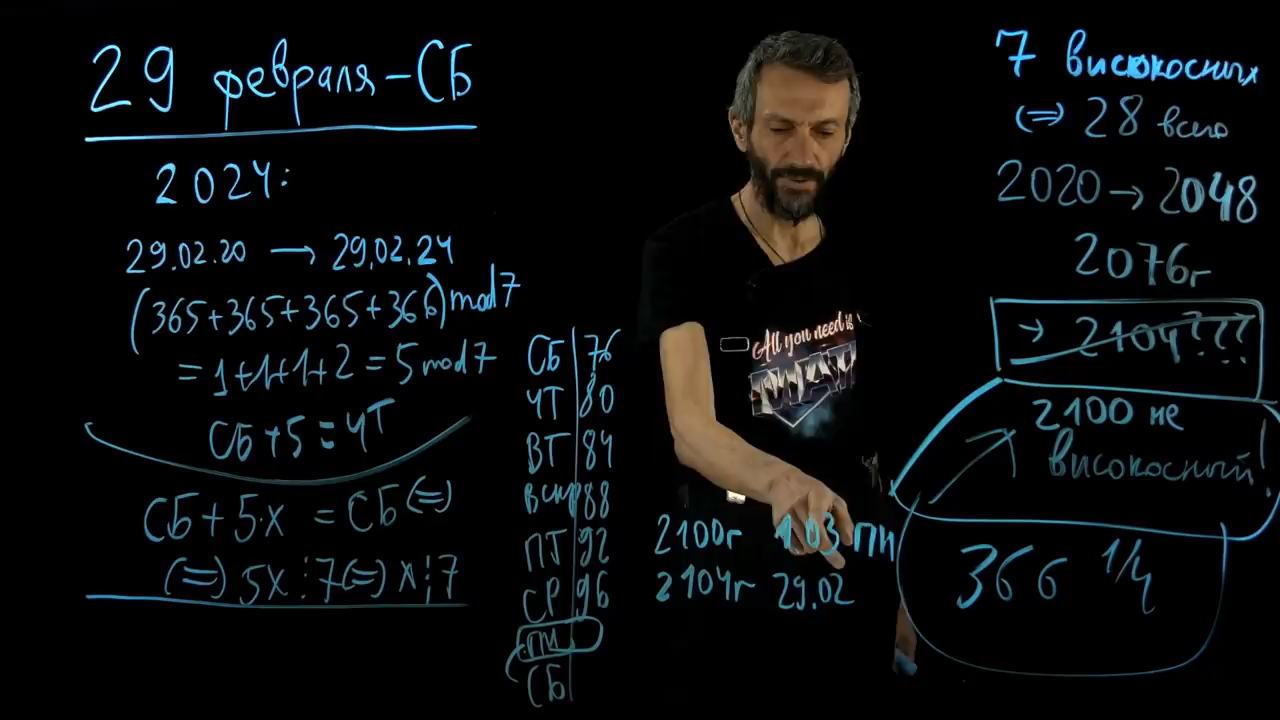 29 февраля – СБ
2024:
29.02.20 → 29.02.24
(365+365+365+366) mod 7
= 1+1+1+2 = 5 mod 7
СБ + 5 = ЧТ
СБ + 5·x = СБ (=)
(=) 5x ⋮ 7 (=) x ⋮ 7
СБ | 76
ЧТ | 80
ВТ | 84
ВСКР 88
ПТ | 92
СР | 96
ПН
СБ
All you need is
2100г 1.03 ПН
2104г 29.02
7 високосных
(=) 28 всего
2020 → 2048
2076г
→ 2104???
2100 не
високосный!
366 1/4